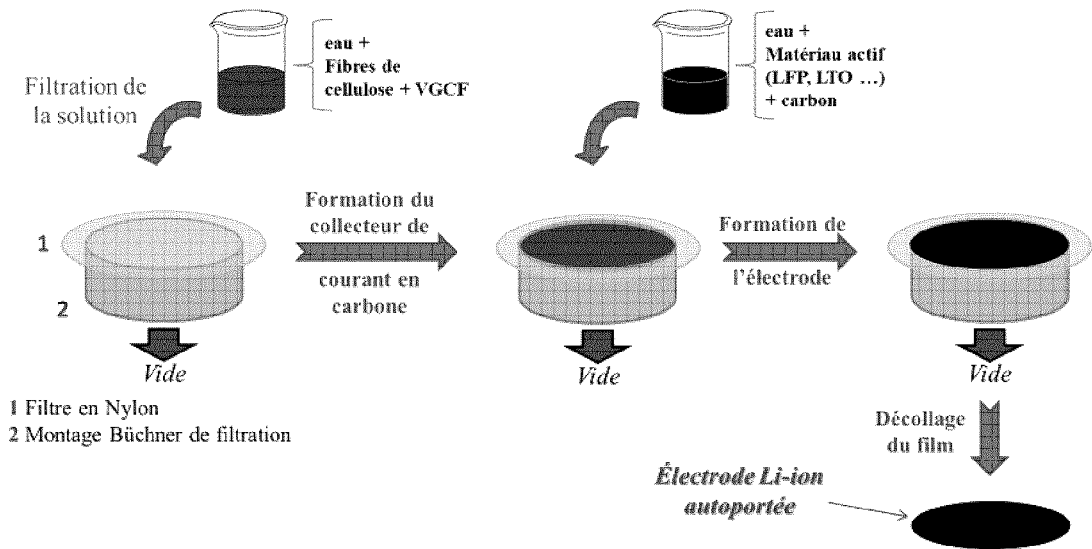 eau +
Fibres de
cellulose + VGCF
eau +
Matériau actif
(LFP, LTO ...)
+ carbon
Filtration de
la solution
1
2
Formation du
collecteur de
courant en
carbone
Formation de
l'électrode
Vide
Vide
Vide
1 Filtre en Nylon
2 Montage Büchner de filtration
Décollage
du film
Électrode Li-ion
autoportée